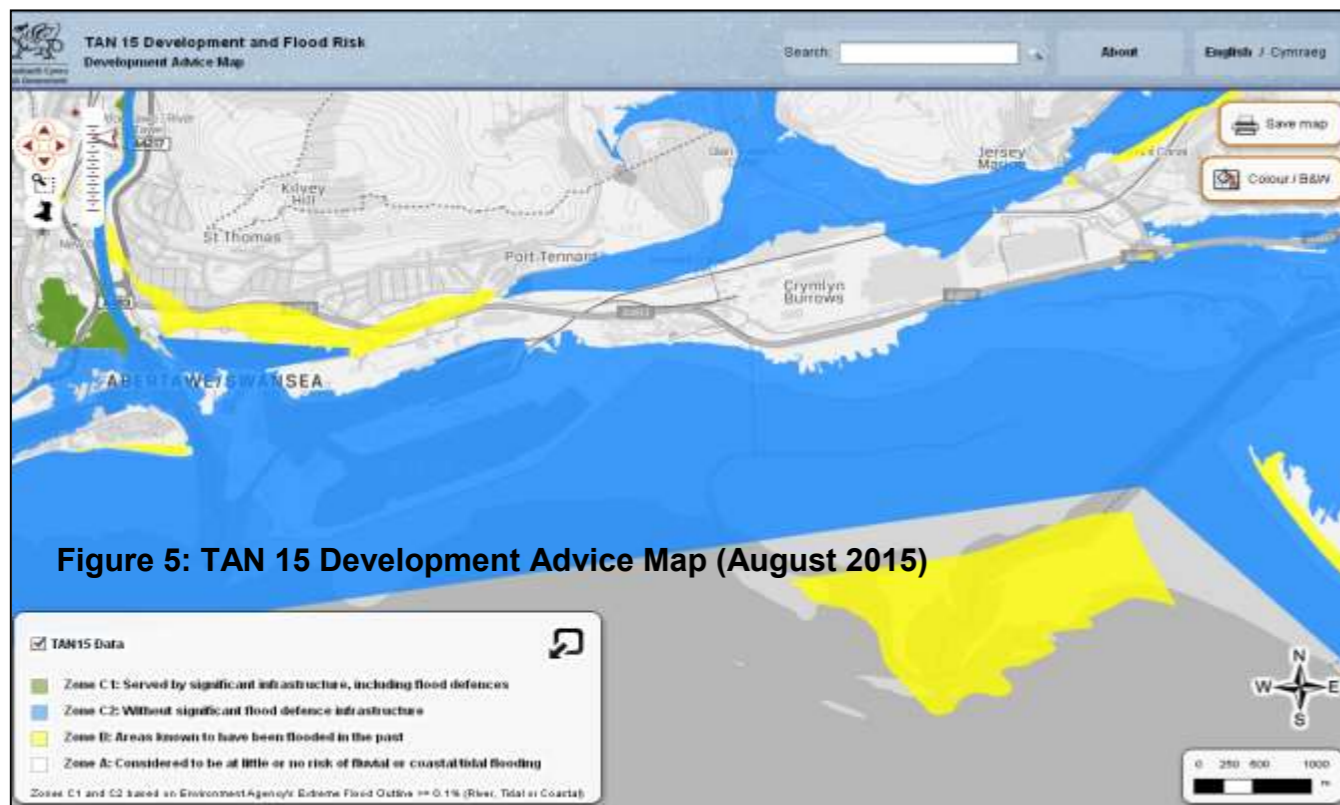 TAN 15 Development and Flood Risk
Development Advice Map
Search:
About
English / Cymraeg
Save map
Colour / B&W
A4217
Kilvey
Hill
St Thomas
Port Tennant
Jersey
Marine
Canal
Crymlyn
Burrows
ABERTAWE/SWANSEA
Figure 5: TAN 15 Development Advice Map (August 2015)
TAN15 Data
Zone C1: Served by significant infrastructure, including flood defences
Zone C2: Without significant flood defence infrastructure
Zone B: Areas known to have been flooded in the past
Zone A: Considered to be at little or no risk of fluvial or coastal/tidal flooding
Zones C1 and C2 based on Environment Agency's Extreme Flood Outline >= 0.1% (River, Tidal or Coastal)
N
W E
S
0 250 500 1000
m